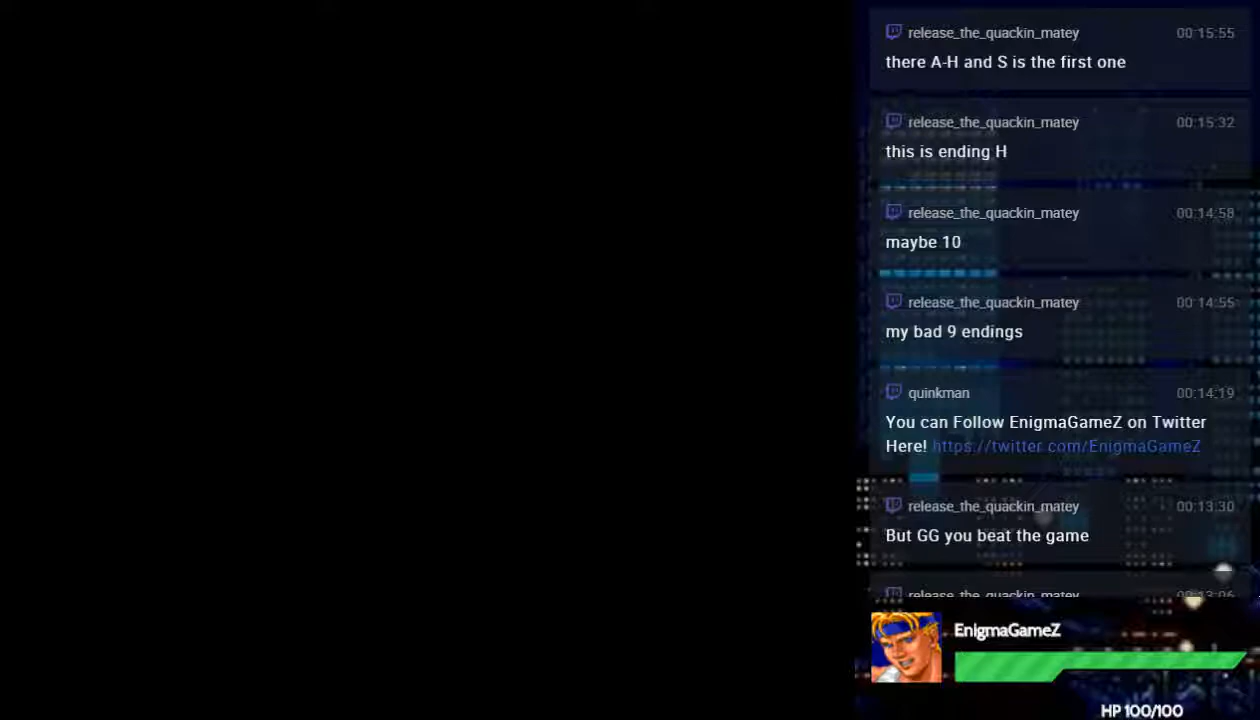 release_the_quackin_matey 00:15:55
there A-H and S is the first one
release_the_quackin_matey 00:15:32
this is ending H
release_the_quackin_matey 00:14:58
maybe 10
release_the_quackin_matey 00:14:55
my bad 9 endings
quinkman 00:14:19
You can Follow EnigmaGameZ on Twitter
Here! https://twitter.com/EnigmaGameZ
release_the_quackin_matey 00:13:30
But GG you beat the game
release_the_quackin_matey 00:13:06
EnigmaGameZ
HP 100/100